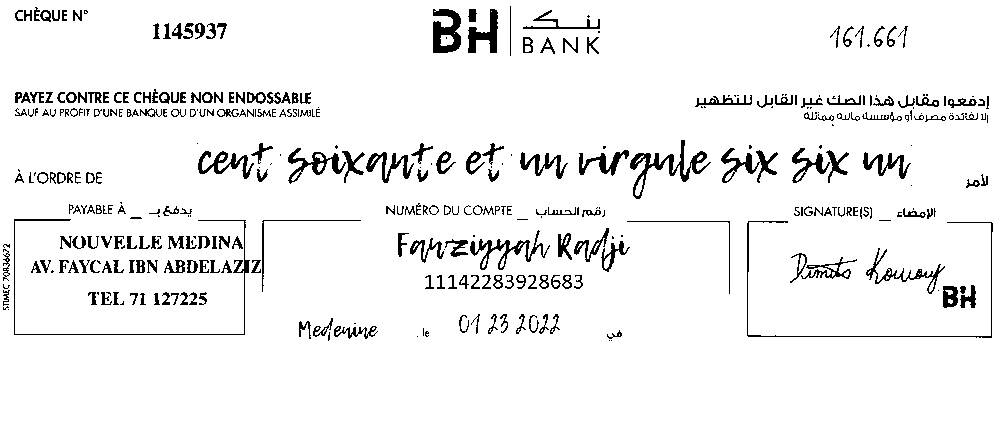 CHÈQUE N°
1145937
BH BANK بنك
161.661
PAYEZ CONTRE CE CHÈQUE NON ENDOSSABLE
SAUF AU PROFIT D'UNE BANQUE OU D'UN ORGANISME ASSIMILÉ
إدفعوا مقابل هذا الصك غير القابل للتظهير
إلا لفائدة مصرف أو مؤسسة مالية مماثلة
cent soixante et un virgule six six un
À L'ORDRE DE
لأمر
PAYABLE À _ يدفع بـ
NOUVELLE MEDINA
AV. FAYCAL IBN ABDELAZIZ
TEL 71 127225
NUMÉRO DU COMPTE _ رقم الحساب
Fawziyyah Radji
11142283928683
SIGNATURE(S) _ الإمضاء
Dimits
BH
Medenine le 01 23 2022 في
STIMEC 70836672